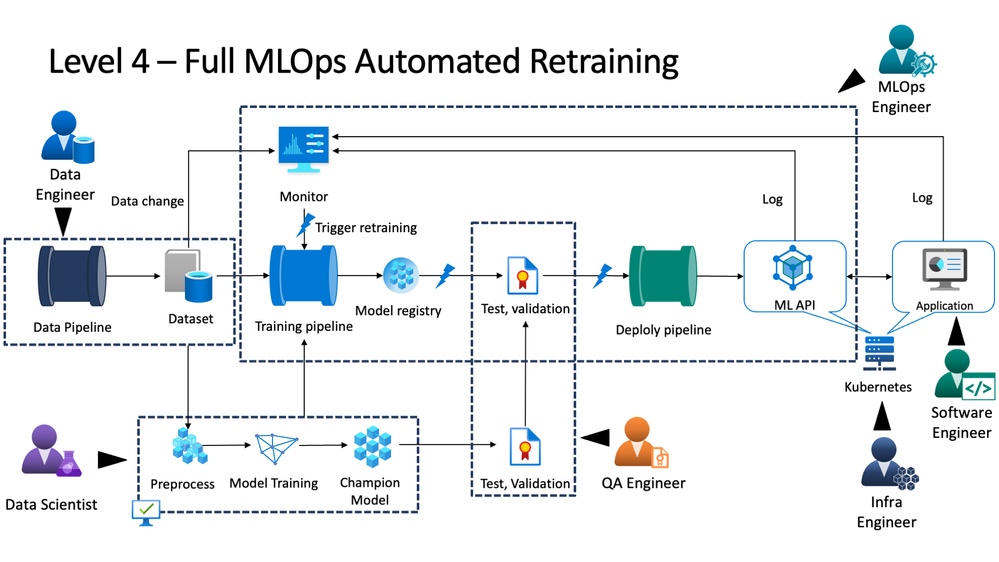 Level 4 – Full MLOps Automated Retraining
MLOps
Engineer
Data
Engineer
Data change
Monitor
Trigger retraining
Log
Log
Data Pipeline
Dataset
Training pipeline
Model registry
Test, validation
Deploly pipeline
ML API
Application
Kubernetes
Software
Engineer
Data Scientist
Preprocess
Model Training
Champion
Model
Test, Validation
QA Engineer
Infra
Engineer